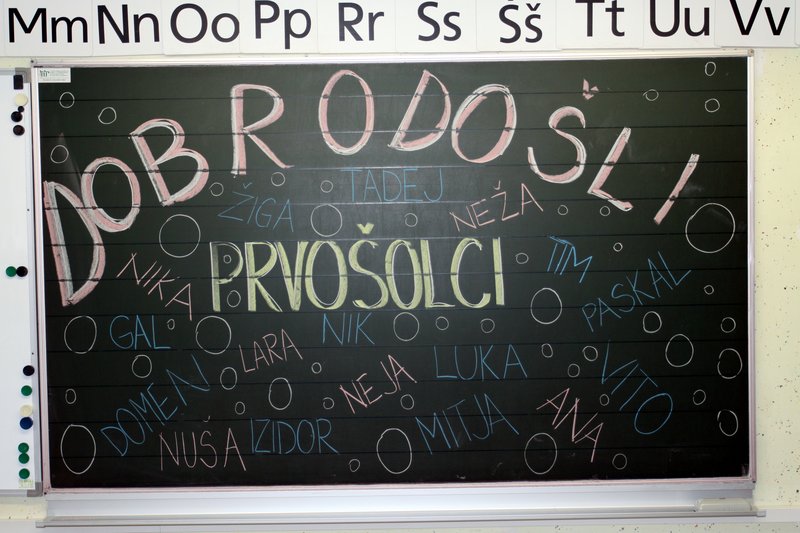 Mm Nn Oo Pp Rr Ss Šš Tt Uu Vv
DOBRODOŠLI
ŽIGA TADEJ NEŽA
PRVOŠOLCI
NIKA TIM PASKAL
GAL LARA NIK LUKA VITO
DOMEN NEJA
NUŠA IZIDOR MITJA ANA